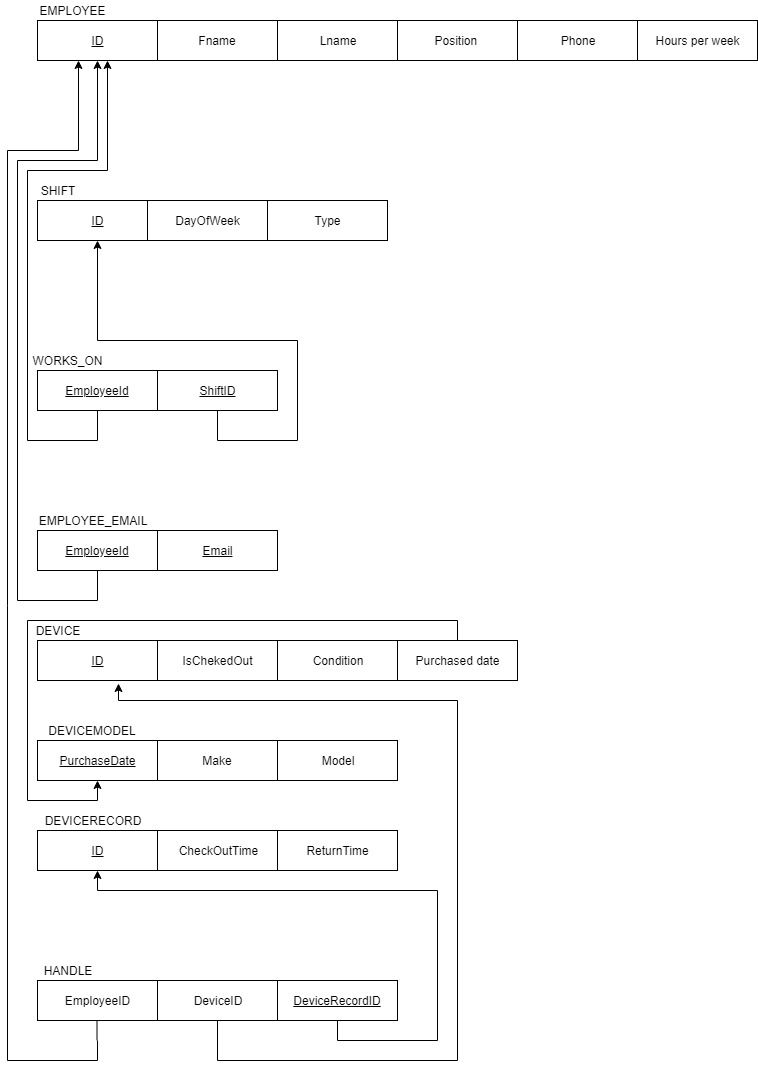 EMPLOYEE
ID Fname Lname Position Phone Hours per week
SHIFT
ID DayOfWeek Type
WORKS_ON
EmployeeId ShiftID
EMPLOYEE_EMAIL
EmployeeId Email
DEVICE
ID IsChekedOut Condition Purchased date
DEVICEMODEL
PurchaseDate Make Model
DEVICERECORD
ID CheckOutTime ReturnTime
HANDLE
EmployeeID DeviceID DeviceRecordID